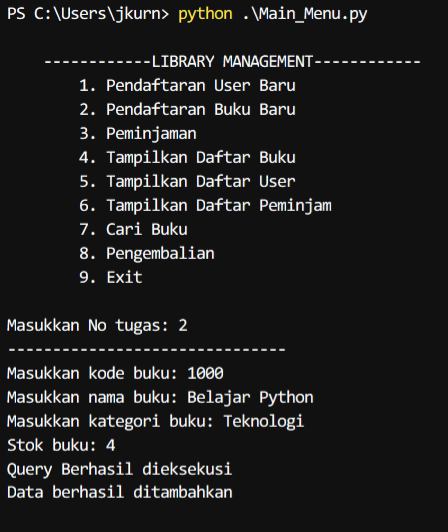 PS C:\Users\jkurn> python .\Main_Menu.py
------------LIBRARY MANAGEMENT------------
1. Pendaftaran User Baru
2. Pendaftaran Buku Baru
3. Peminjaman
4. Tampilkan Daftar Buku
5. Tampilkan Daftar User
6. Tampilkan Daftar Peminjam
7. Cari Buku
8. Pengembalian
9. Exit
Masukkan No tugas: 2
-------------------------------
Masukkan kode buku: 1000
Masukkan nama buku: Belajar Python
Masukkan kategori buku: Teknologi
Stok buku: 4
Query Berhasil dieksekusi
Data berhasil ditambahkan